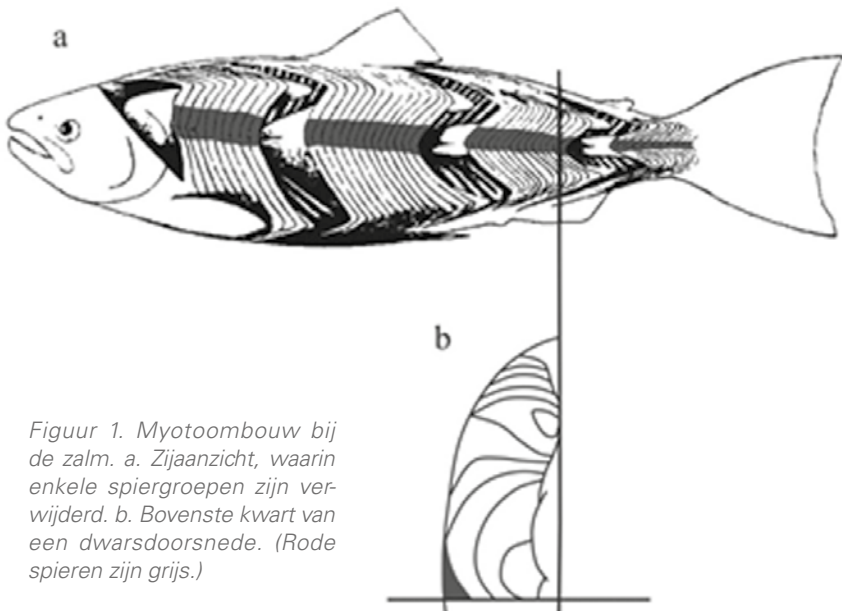 a
b
Figuur 1. Myotoombouw bij
de zalm. a. Zijaanzicht, waarin
enkele spiergroepen zijn ver-
wijderd. b. Bovenste kwart van
een dwarsdoorsnede. (Rode
spieren zijn grijs.)